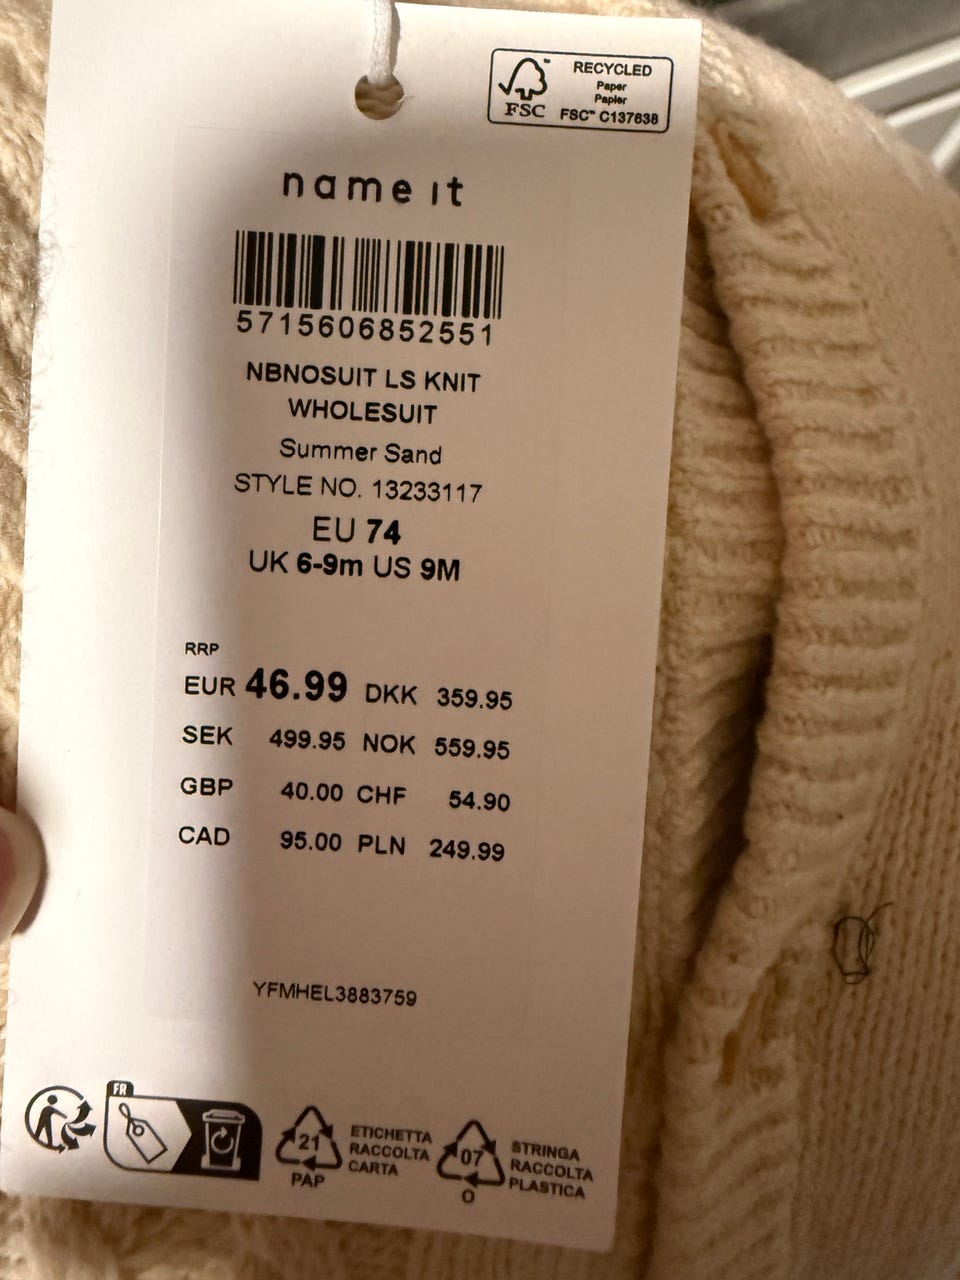 FSC™
RECYCLED
Paper
Papier
FSC™ C137638
name it
5715606852551
NBNOSUIT LS KNIT
WHOLESUIT
Summer Sand
STYLE NO. 13233117
EU 74
UK 6-9m US 9M
RRP
EUR 46.99 DKK 359.95
SEK 499.95 NOK 559.95
GBP 40.00 CHF 54.90
CAD 95.00 PLN 249.99
YFMHEL3883759
FR
21
PAP
ETICHETTA
RACCOLTA
CARTA
07
O
STRINGA
RACCOLTA
PLASTICA